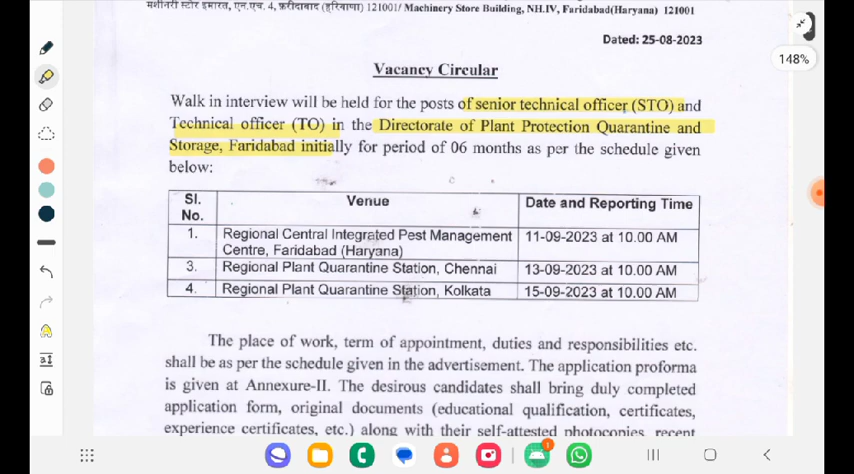 मशीनरी स्टोर इमारत, एन.एच. 4, फ़रीदाबाद (हरियाणा) 121001/ Machinery Store Building, NH.IV, Faridabad(Haryana) 121001
Dated: 25-08-2023
148%
Vacancy Circular
Walk in interview will be held for the posts of senior technical officer (STO) and
Technical officer (TO) in the Directorate of Plant Protection Quarantine and
Storage, Faridabad initially for period of 06 months as per the schedule given
below:
Sl. No. Venue Date and Reporting Time
1. Regional Central Integrated Pest Management Centre, Faridabad (Haryana) 11-09-2023 at 10.00 AM
3. Regional Plant Quarantine Station, Chennai 13-09-2023 at 10.00 AM
4. Regional Plant Quarantine Station, Kolkata 15-09-2023 at 10.00 AM
The place of work, term of appointment, duties and responsibilities etc.
shall be as per the schedule given in the advertisement. The application proforma
is given at Annexure-II. The desirous candidates shall bring duly completed
application form, original documents (educational qualification, certificates,
experience certificates, etc.) along with their self-attested photocopies, recent